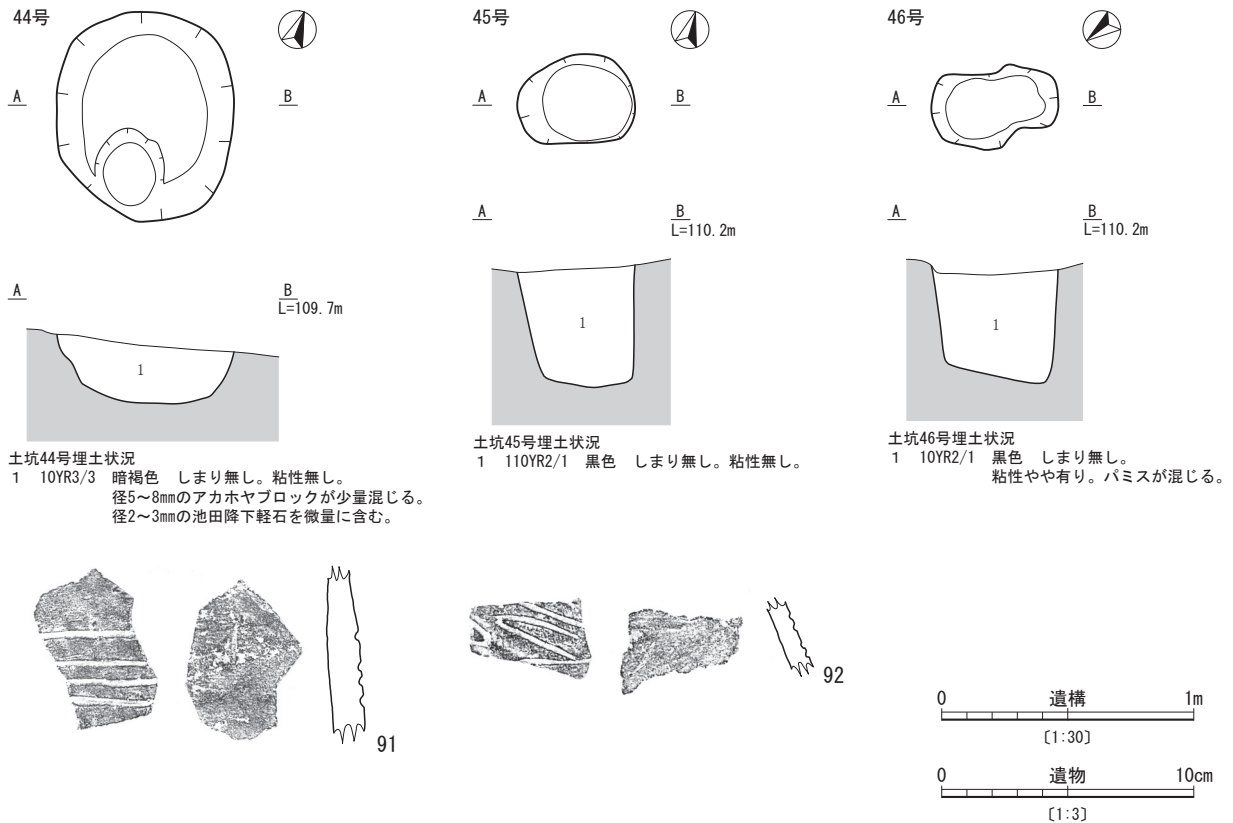 44号
A
B
A
B
L=109.7m
1
土坑44号埋土状況
1 10YR3/3 暗褐色 しまり無し。粘性無し。
径5～8㎜のアカホヤブロックが少量混じる。
径2～3㎜の池田降下軽石を微量に含む。
91
45号
A
B
A
B
L=110.2m
1
土坑45号埋土状況
1 110YR2/1 黒色 しまり無し。粘性無し。
92
46号
A
B
A
B
L=110.2m
1
土坑46号埋土状況
1 10YR2/1 黒色 しまり無し。
粘性やや有り。パミスが混じる。
0 遺構 1m
〔1:30〕
0 遺物 10cm
〔1:3〕